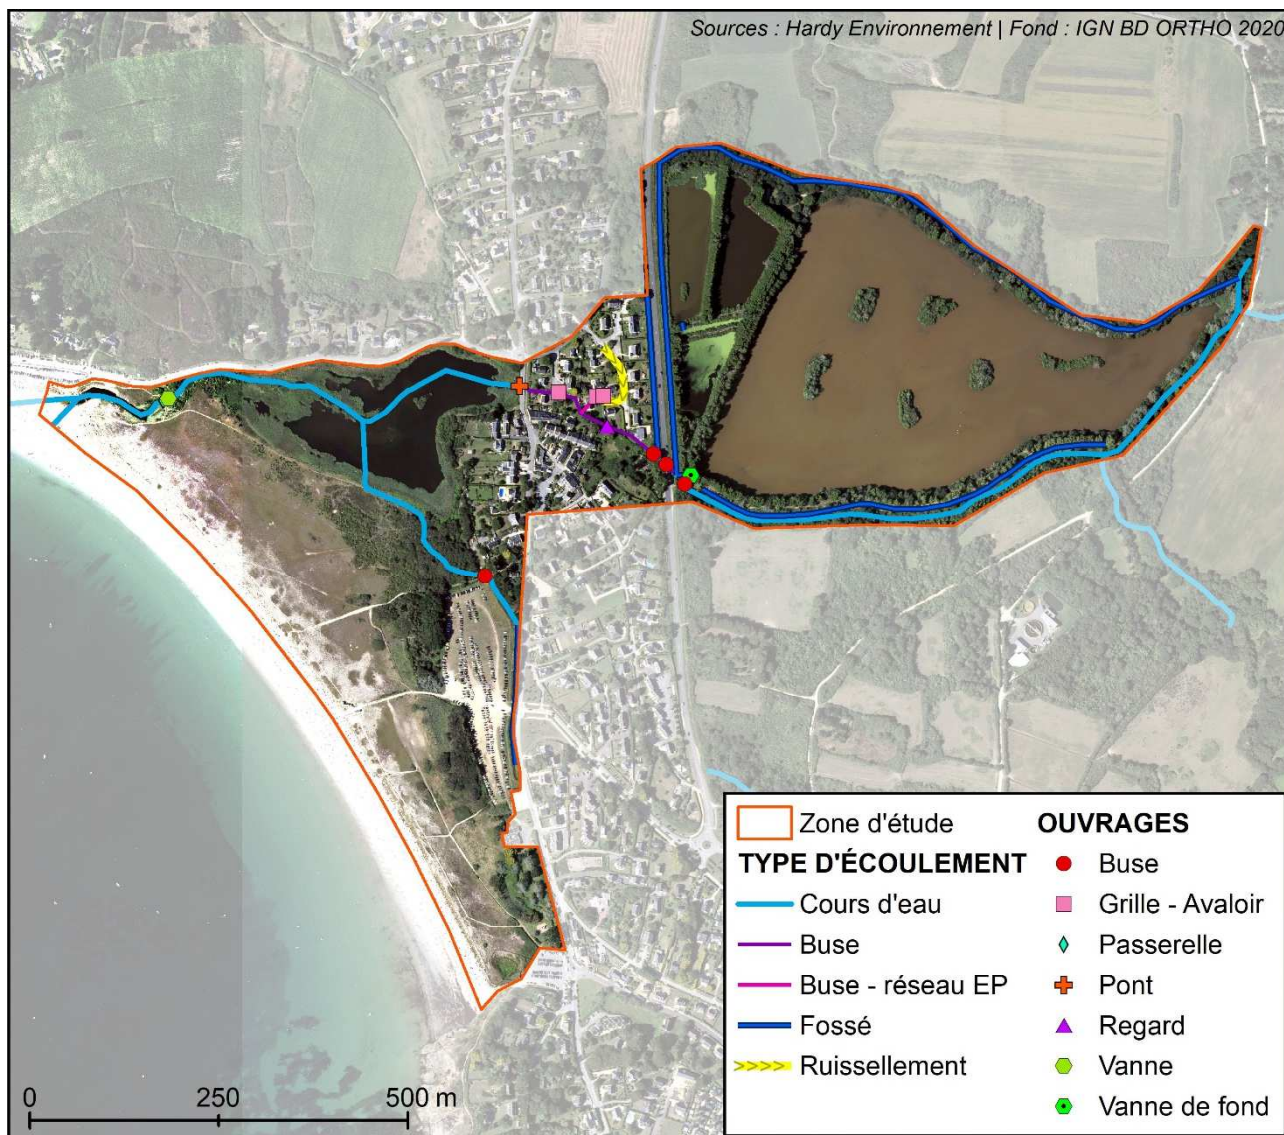 Sources : Hardy Environnement | Fond : IGN BD ORTHO 2020
Zone d'étude
TYPE D'ÉCOULEMENT
Cours d'eau
Buse
Buse - réseau EP
Fossé
Ruissellement
OUVRAGES
Buse
Grille - Avaloir
Passerelle
Pont
Regard
Vanne
Vanne de fond
0 250 500 m